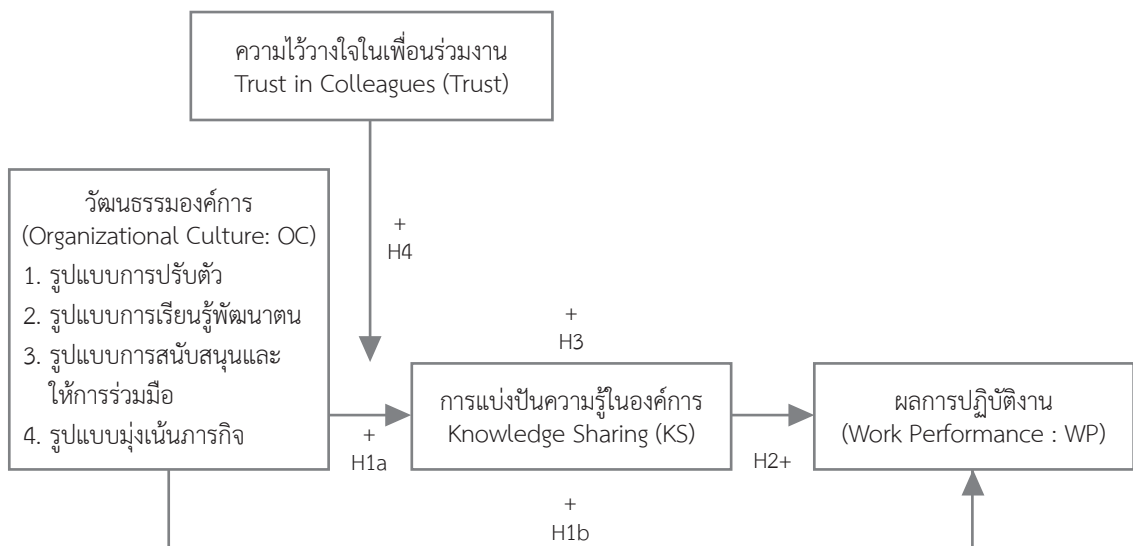 ความไว้วางใจในเพื่อนร่วมงาน
Trust in Colleagues (Trust)
วัฒนธรรมองค์การ
(Organizational Culture: OC)
1. รูปแบบการปรับตัว
2. รูปแบบการเรียนรู้พัฒนาตน
3. รูปแบบการสนับสนุนและ
ให้การร่วมมือ
4. รูปแบบมุ่งเน้นภารกิจ
+
H4
+
H3
การแบ่งปันความรู้ในองค์การ
Knowledge Sharing (KS)
ผลการปฏิบัติงาน
(Work Performance : WP)
+
H1a
H2+
+
H1b